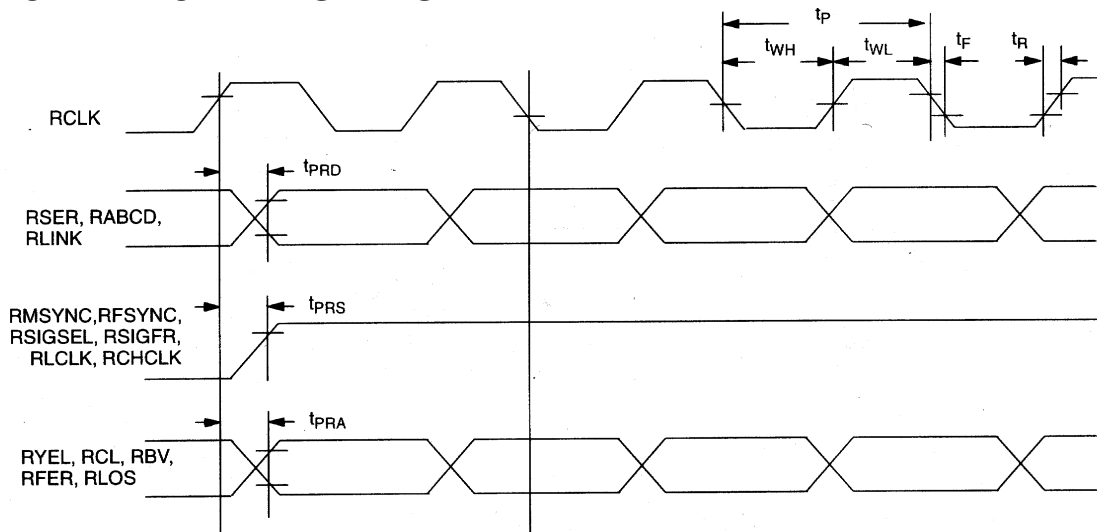 tP
tWH
tWL
tF
tR
RCLK
tPRD
RSER, RABCD,
RLINK
tPRS
RMSYNC,RFSYNC,
RSIGSEL, RSIGFR,
RLCLK, RCHCLK
tPRA
RYEL, RCL, RBV,
RFER, RLOS